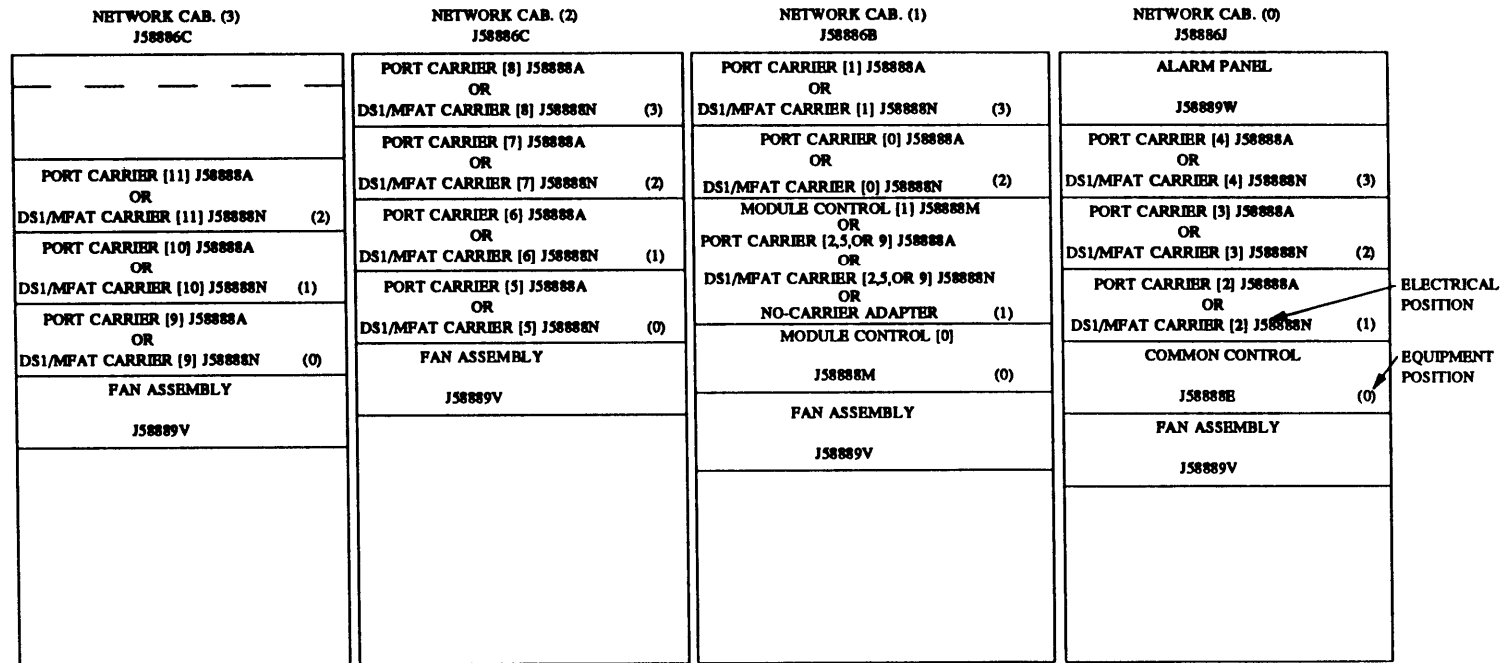 NETWORK CAB. (3)
J58886C
PORT CARRIER [11] J58888A
OR
DS1/MFAT CARRIER [11] J58888N (2)
PORT CARRIER [10] J58888A
OR
DS1/MFAT CARRIER [10] J58888N (1)
PORT CARRIER [9] J58888A
OR
DS1/MFAT CARRIER [9] J58888N (0)
FAN ASSEMBLY
J58889V
NETWORK CAB. (2)
J58886C
PORT CARRIER [8] J58888A
OR
DS1/MFAT CARRIER [8] J58888N (3)
PORT CARRIER [7] J58888A
OR
DS1/MFAT CARRIER [7] J58888N (2)
PORT CARRIER [6] J58888A
OR
DS1/MFAT CARRIER [6] J58888N (1)
PORT CARRIER [5] J58888A
OR
DS1/MFAT CARRIER [5] J58888N (0)
FAN ASSEMBLY
J58889V
NETWORK CAB. (1)
J58886B
PORT CARRIER [1] J58888A
OR
DS1/MFAT CARRIER [1] J58888N (3)
PORT CARRIER [0] J58888A
OR
DS1/MFAT CARRIER [0] J58888N (2)
MODULE CONTROL [1] J58888M
OR
PORT CARRIER [2,5,OR 9] J58888A
OR
DS1/MFAT CARRIER [2,5,OR 9] J58888N
OR
NO-CARRIER ADAPTER (1)
MODULE CONTROL [0]
J58888M (0)
FAN ASSEMBLY
J58889V
NETWORK CAB. (0)
J58886J
ALARM PANEL
J58889W
PORT CARRIER [4] J58888A
OR
DS1/MFAT CARRIER [4] J58888N (3)
PORT CARRIER [3] J58888A
OR
DS1/MFAT CARRIER [3] J58888N (2)
PORT CARRIER [2] J58888A
OR
DS1/MFAT CARRIER [2] J58888N (1)
COMMON CONTROL
J58888E (0)
FAN ASSEMBLY
J58889V
ELECTRICAL
POSITION
EQUIPMENT
POSITION